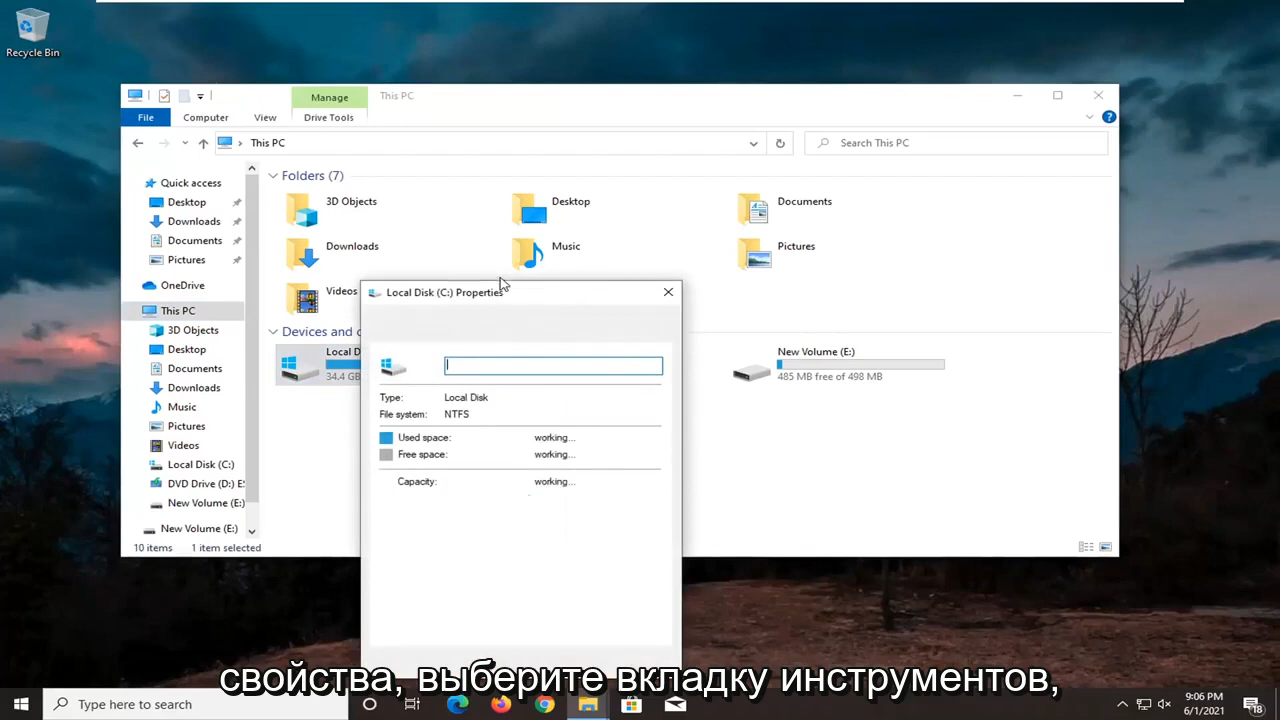 Recycle Bin
Manage
This PC
File
Computer
View
Drive Tools
This PC
Search This PC
Quick access
Desktop
Downloads
Documents
Pictures
OneDrive
This PC
3D Objects
Desktop
Documents
Downloads
Music
Pictures
Videos
Local Disk (C:)
DVD Drive (D:) E
New Volume (E:)
New Volume (E:)
Folders (7)
3D Objects
Desktop
Documents
Downloads
Music
Pictures
Videos
Devices and
Local D
34.4 GB
New Volume (E:)
485 MB free of 498 MB
10 items
1 item selected
Local Disk (C:) Properties
Type: Local Disk
File system: NTFS
Used space: working...
Free space: working...
Capacity: working...
свойства, выберите вкладку инструментов,
Type here to search
9:06 PM
6/1/2021
18